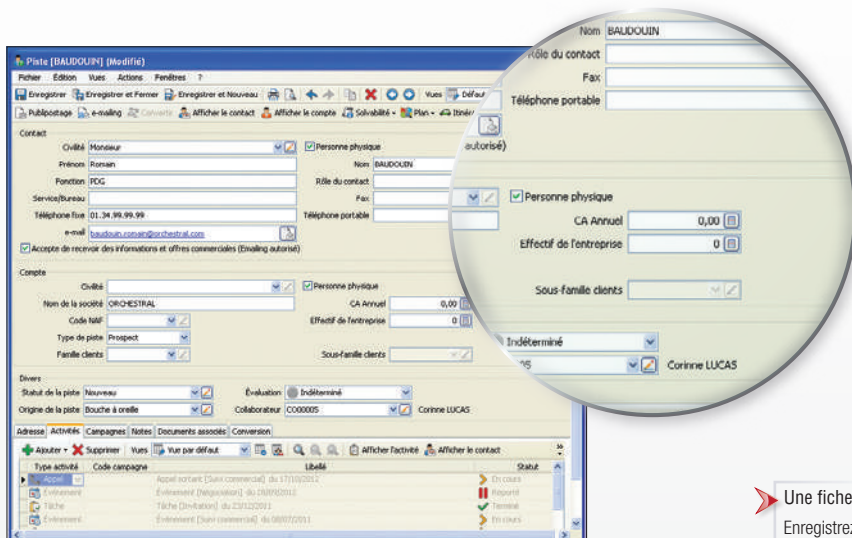 Piste [BAUDOUIN] (Modifié)
Fichier Édition Vues Actions Fenêtres ?
Enregistrer Enregistrer et Fermer Enregistrer et Nouveau Vues Défaut
Publipostage e-mailing Convertir Afficher le contact Afficher le compte Solvabilité Plan Itinéra
Contact
Civilité Monsieur Personne physique
Prénom Romain Nom BAUDOUIN
Fonction PDG Rôle du contact
Service/Bureau Fax
Téléphone fixe 01.34.99.99.99 Téléphone portable
e-mail baudouin.romain@orchestral.com
Accepte de recevoir des informations et offres commerciales (Emailing autorisé)
Compte
Civilité Personne physique
Nom de la société ORCHESTRAL CA Annuel 0,00
Code NAF Effectif de l'entreprise 0
Type de piste Prospect
Famille clients Sous-famille clients
Divers
Statut de la piste Nouveau Évaluation Indéterminé
Origine de la piste Bouche à oreille Collaborateur CO00005 Corinne LUCAS
Adresse Activités Campagnes Notes Documents associés Conversion
Ajouter Supprimer Vues Vue par défaut Afficher l'activité Afficher le contact
Type activité Code campagne Libellé Statut
Appel Appel sortant [Suivi commercial] du 17/10/2012 En cours
Événement Événement [Négociation] du 28/09/2012 Reporté
Tâche Tâche [Invitation] du 23/12/2011 Terminé
Événement Événement [Suivi commercial] du 08/07/2011 En cours
Nom BAUDOUIN
Rôle du contact
Fax
Téléphone portable
autorisé)
Personne physique
CA Annuel 0,00
Effectif de l'entreprise 0
Sous-famille clients
Indéterminé
05 Corinne LUCAS
Une fiche
Enregistrez